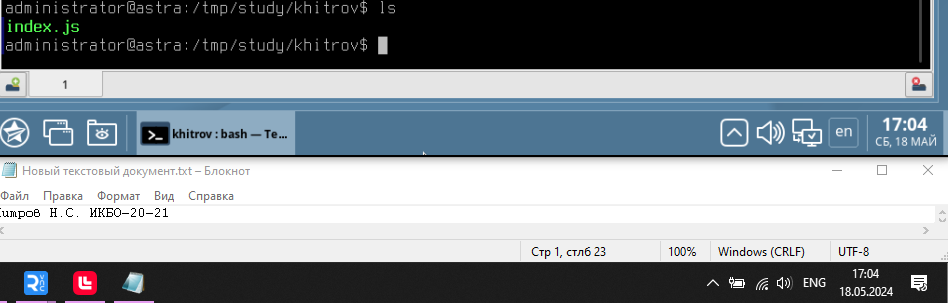 administrator@astra:/tmp/study/khitrov$ ls
index.js
administrator@astra:/tmp/study/khitrov$
1
khitrov : bash — Te...
en
17:04
СБ, 18 МАЙ
Новый текстовый документ.txt – Блокнот
Файл Правка Формат Вид Справка
Н.С. ИКБО-20-21
Стр 1, стлб 23
100%
Windows (CRLF)
UTF-8
ENG
17:04
18.05.2024